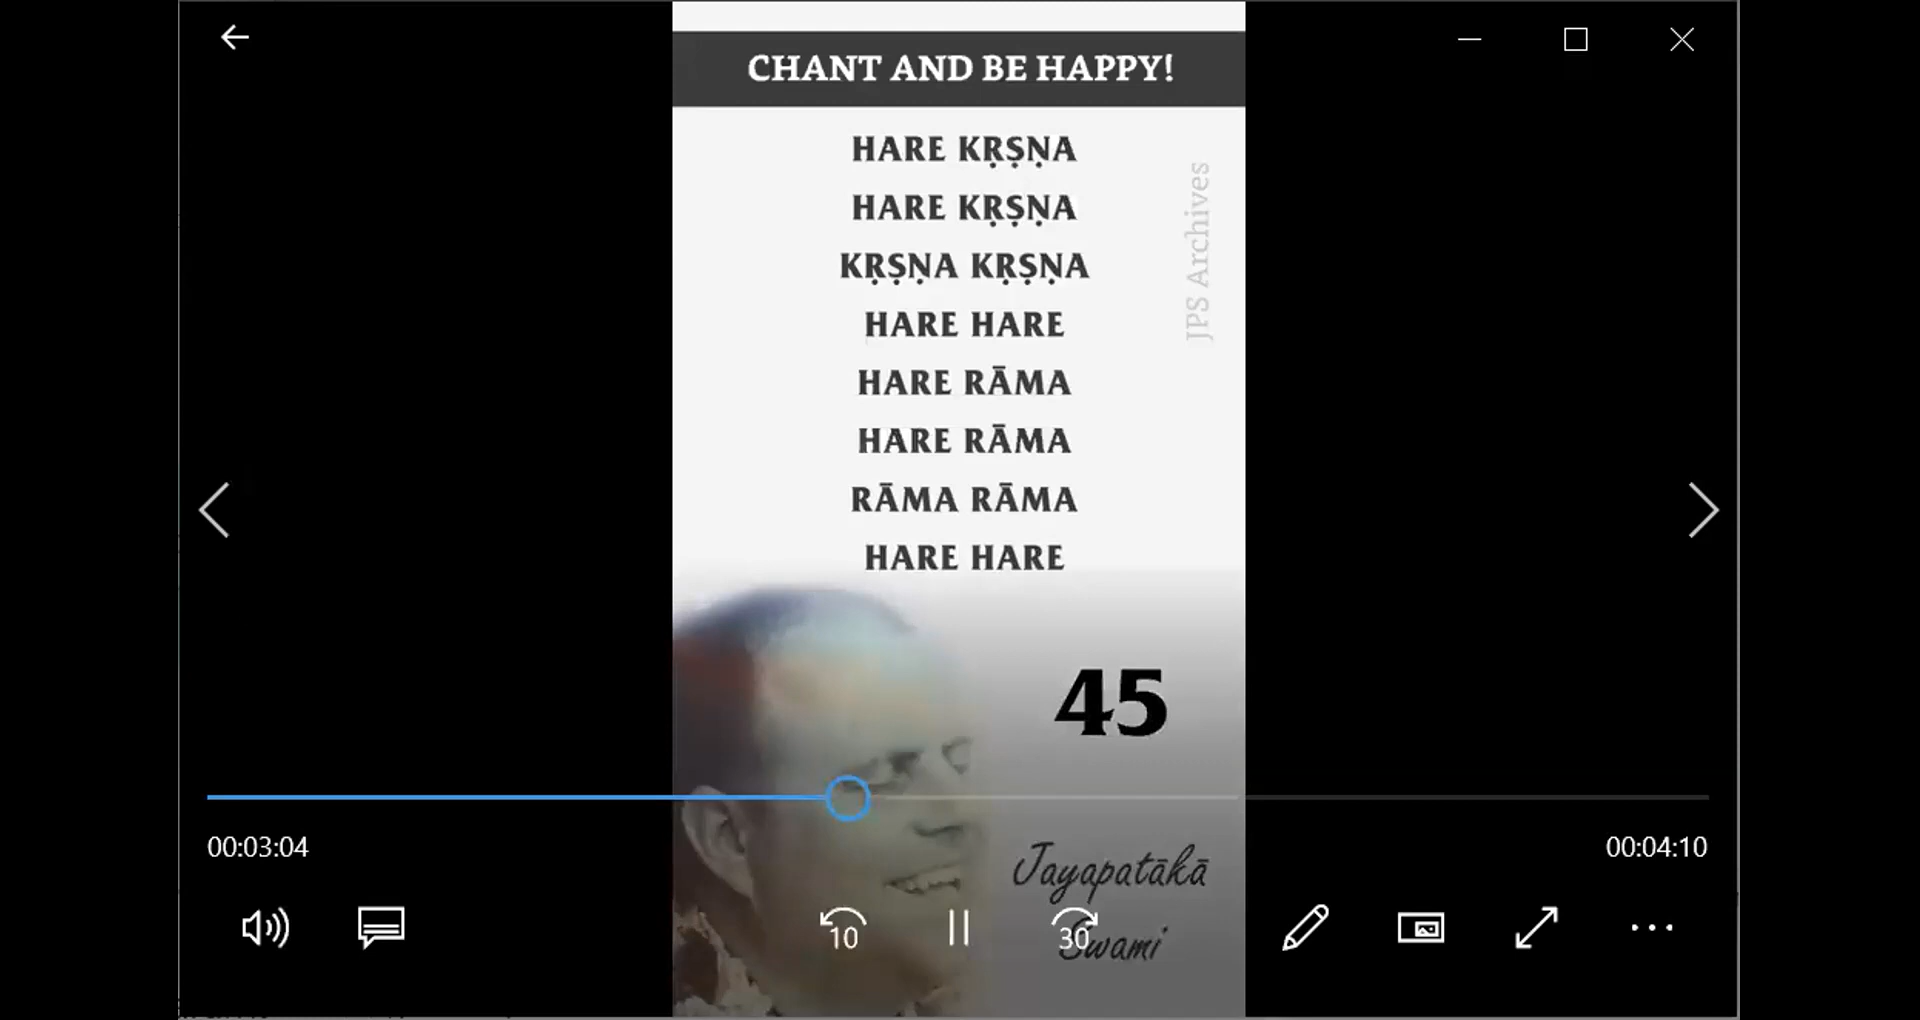 CHANT AND BE HAPPY!
HARE KṚṢṆA
HARE KṚṢṆA
KṚṢṆA KṚṢṆA
HARE HARE
HARE RĀMA
HARE RĀMA
RĀMA RĀMA
HARE HARE
JPS Archives
45
00:03:04
00:04:10
Jayapatākā
Swami
10
30